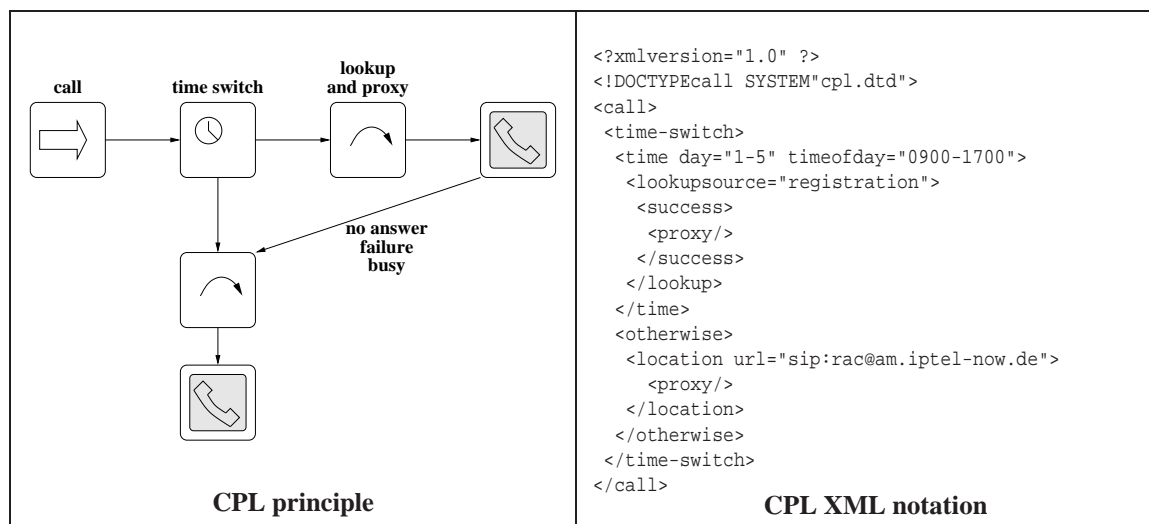 call
time switch
lookup
and proxy
no answer
failure
busy
CPL principle
<?xmlversion="1.0" ?>
<!DOCTYPEcall SYSTEM"cpl.dtd">
<call>
<time-switch>
<time day="1-5" timeofday="0900-1700">
<lookupsource="registration">
<success>
<proxy/>
</success>
</lookup>
</time>
<otherwise>
<location url="sip:rac@am.iptel-now.de">
<proxy/>
</location>
</otherwise>
</time-switch>
</call>
CPL XML notation